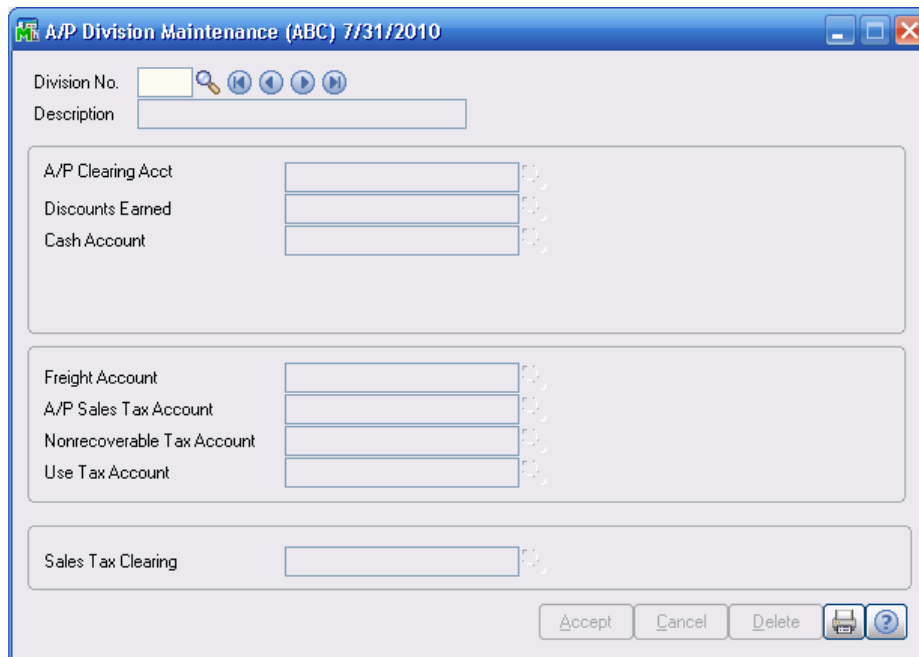 A/P Division Maintenance (ABC) 7/31/2010
Division No.
Description
A/P Clearing Acct
Discounts Earned
Cash Account
Freight Account
A/P Sales Tax Account
Nonrecoverable Tax Account
Use Tax Account
Sales Tax Clearing
Accept Cancel Delete ?